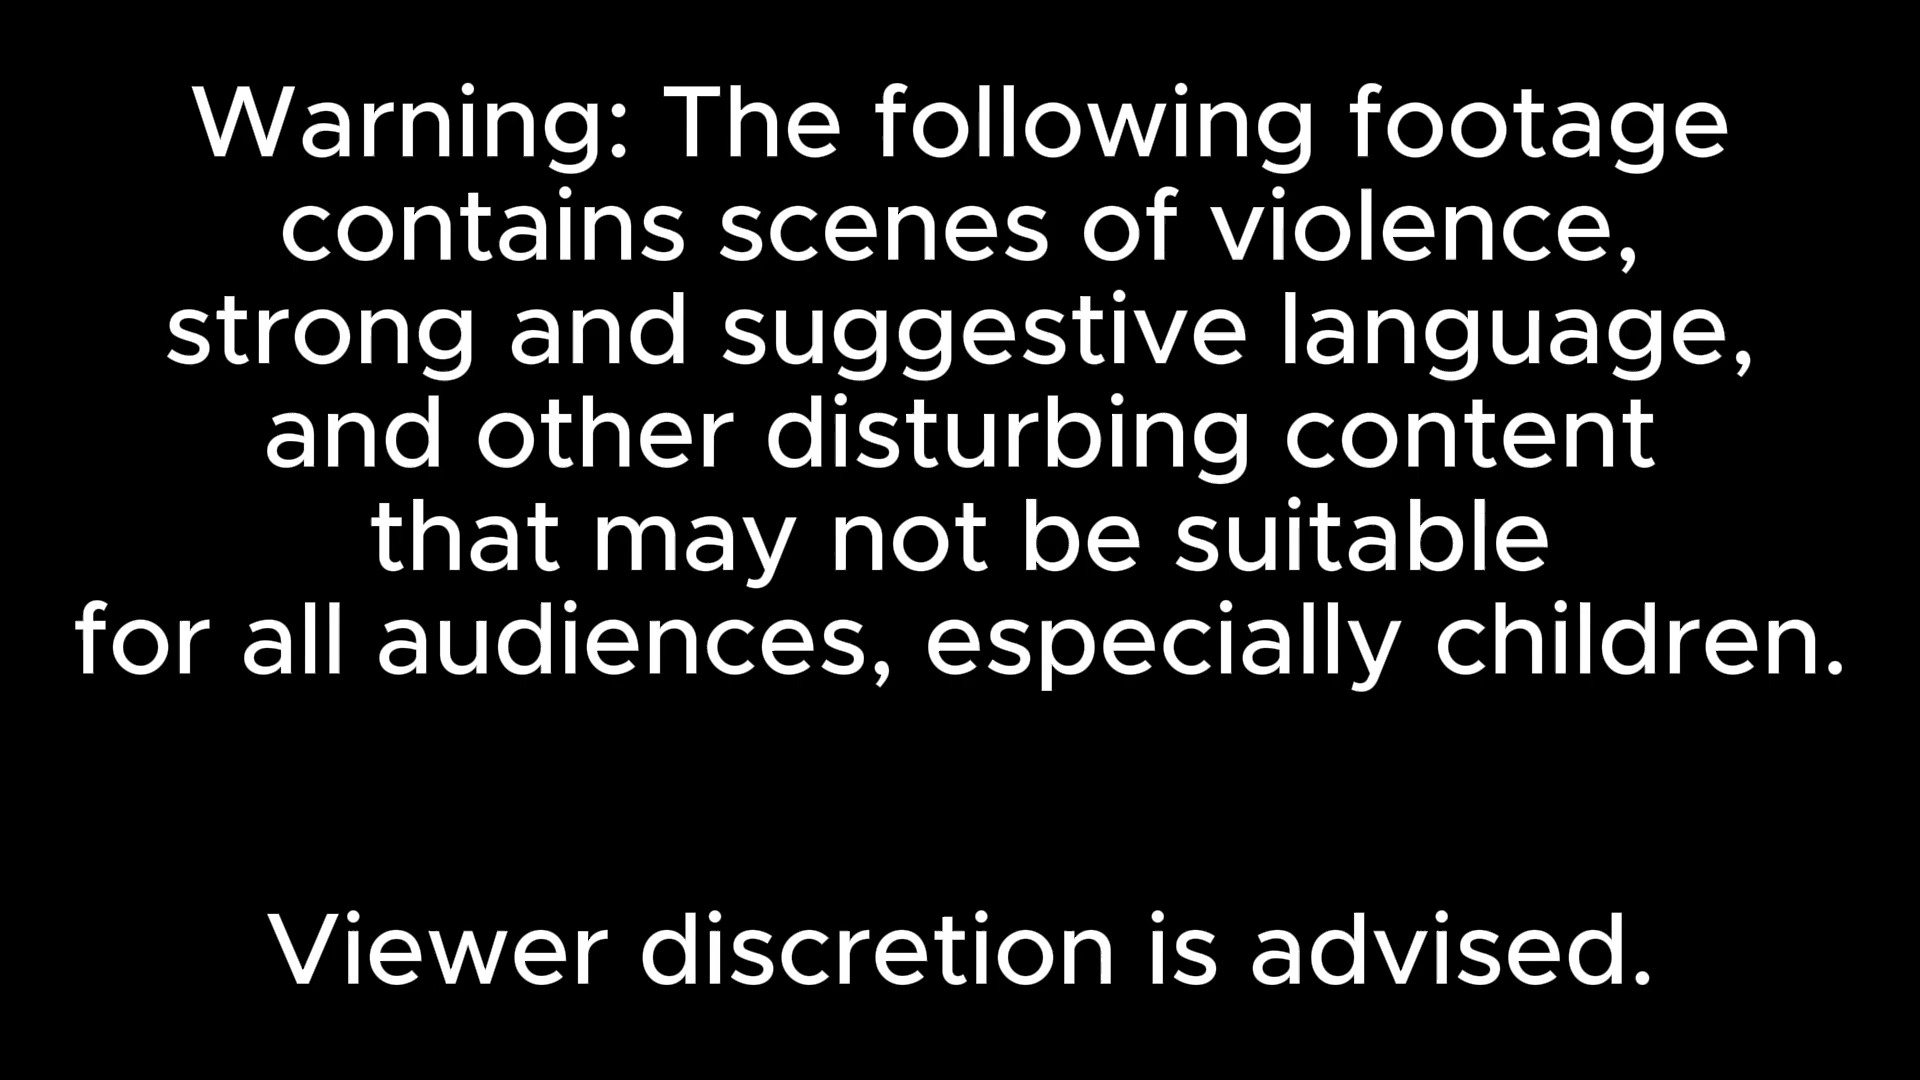 Warning: The following footage
contains scenes of violence,
strong and suggestive language,
and other disturbing content
that may not be suitable
for all audiences, especially children.
Viewer discretion is advised.